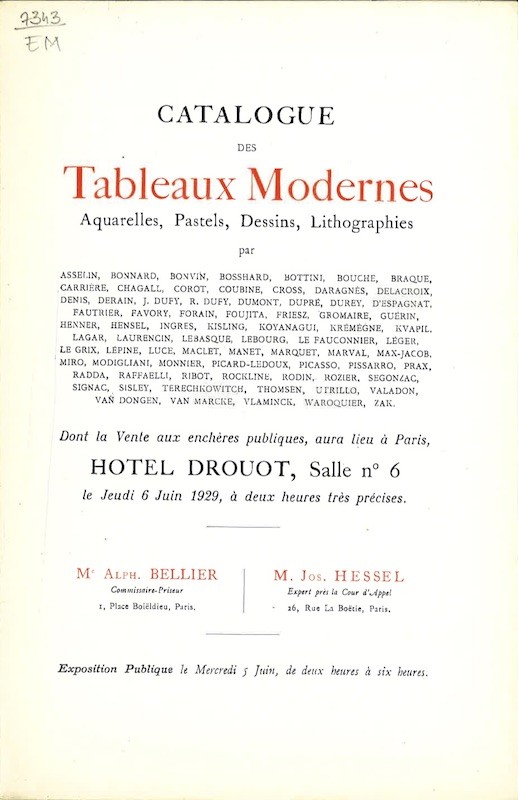 7343
EM
CATALOGUE
DES
Tableaux Modernes
Aquarelles, Pastels, Dessins, Lithographies
par
ASSELIN, BONNARD, BONVIN, BOSSHARD, BOTTINI, BOUCHE, BRAQUE,
CARRIÈRE, CHAGALL, COROT, COUBINE, CROSS, DARAGNÈS, DELACROIX,
DENIS, DERAIN, J. DUFY, R. DUFY, DUMONT, DUPRÉ, DUREY, D'ESPAGNAT,
FAUTRIER, FAVORY, FORAIN, FOUJITA, FRIESZ, GROMAIRE, GUÉRIN,
HENNER, HENSEL, INGRES, KISLING, KOYANAGUI, KRÉMÈGNE, KVAPIL,
LAGAR, LAURENCIN, LEBASQUE, LEBOURG, LE FAUCONNIER, LÉGER,
LE GRIX, LÉPINE, LUCE, MACLET, MANET, MARQUET, MARVAL, MAX-JACOB,
MIRO, MODIGLIANI, MONNIER, PICARD-LEDOUX, PICASSO, PISSARRO, PRAX,
RADDA, RAFFAELLI, RIBOT, ROCKLINE, RODIN, ROZIER, SEGONZAC,
SIGNAC, SISLEY, TERECHKOWITCH, THOMSEN, UTRILLO, VALADON,
VAN DONGEN, VAN MARCKE, VLAMINCK, WAROQUIER, ZAK.
Dont la Vente aux enchères publiques, aura lieu à Paris,
HOTEL DROUOT, Salle n° 6
le Jeudi 6 Juin 1929, à deux heures très précises.
Me ALPH. BELLIER
Commissaire-Priseur
1, Place Boïëldieu, Paris.
M. JOS. HESSEL
Expert près la Cour d'Appel
26, Rue La Boëtie, Paris.
Exposition Publique le Mercredi 5 Juin, de deux heures à six heures.